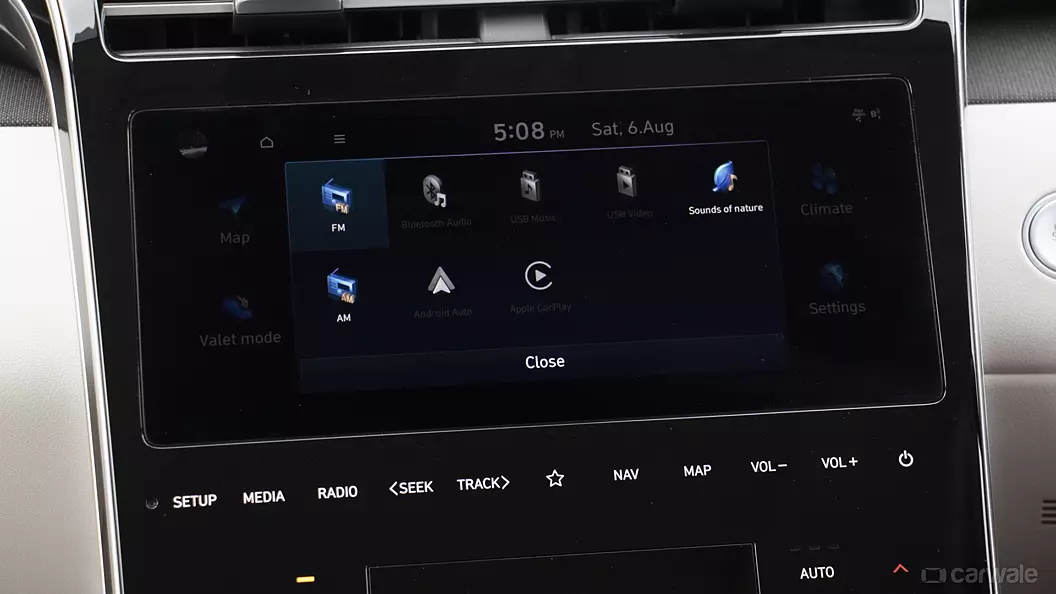 5:08 PM Sat, 6.Aug
Map
FM
FM
Bluetooth Audio
USB Music
USB Video
Sounds of nature
Climate
Valet mode
AM
AM
Android Auto
Apple CarPlay
Settings
Close
SETUP MEDIA RADIO <SEEK TRACK> NAV MAP VOL− VOL+
AUTO
carwale